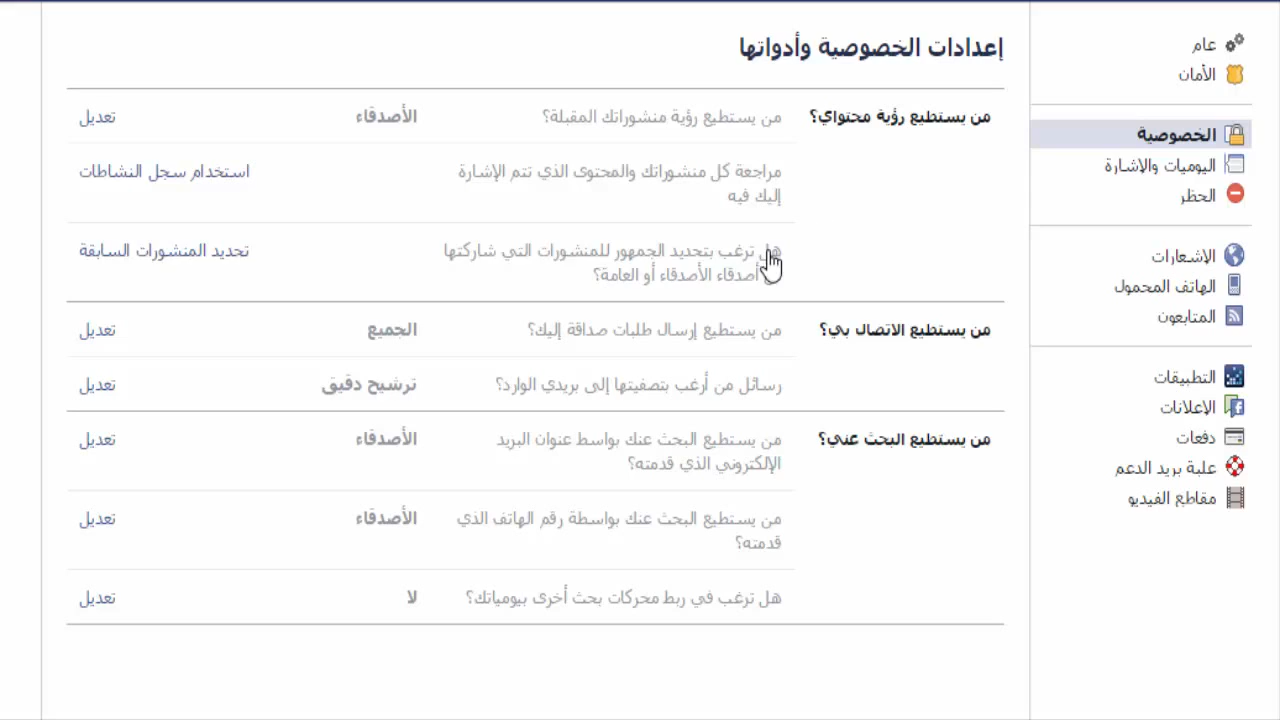 عام
الأمان
الخصوصية
اليوميات والإشارة
الحظر
الإشعارات
الهاتف المحمول
المتابعون
التطبيقات
الإعلانات
دفعات
علبة بريد الدعم
مقاطع الفيديو
إعدادات الخصوصية وأدواتها
من يستطيع رؤية محتواي؟ من يستطيع رؤية منشوراتك المقبلة؟ الأصدقاء تعديل
مراجعة كل منشوراتك والمحتوى الذي تتم الإشارة استخدام سجل النشاطات
إليك فيه
هل ترغب بتحديد الجمهور للمنشورات التي شاركتها تحديد المنشورات السابقة
أصدقاء الأصدقاء أو العامة؟
من يستطيع الاتصال بي؟ من يستطيع إرسال طلبات صداقة إليك؟ الجميع تعديل
رسائل من أرغب بتصفيتها إلى بريدي الوارد؟ ترشيح دقيق تعديل
من يستطيع البحث عني؟ من يستطيع البحث عنك بواسط عنوان البريد الأصدقاء تعديل
الإلكتروني الذي قدمته؟
من يستطيع البحث عنك بواسطة رقم الهاتف الذي الأصدقاء تعديل
قدمته؟
هل ترغب في ربط محركات بحث أخرى بيومياتك؟ لا تعديل